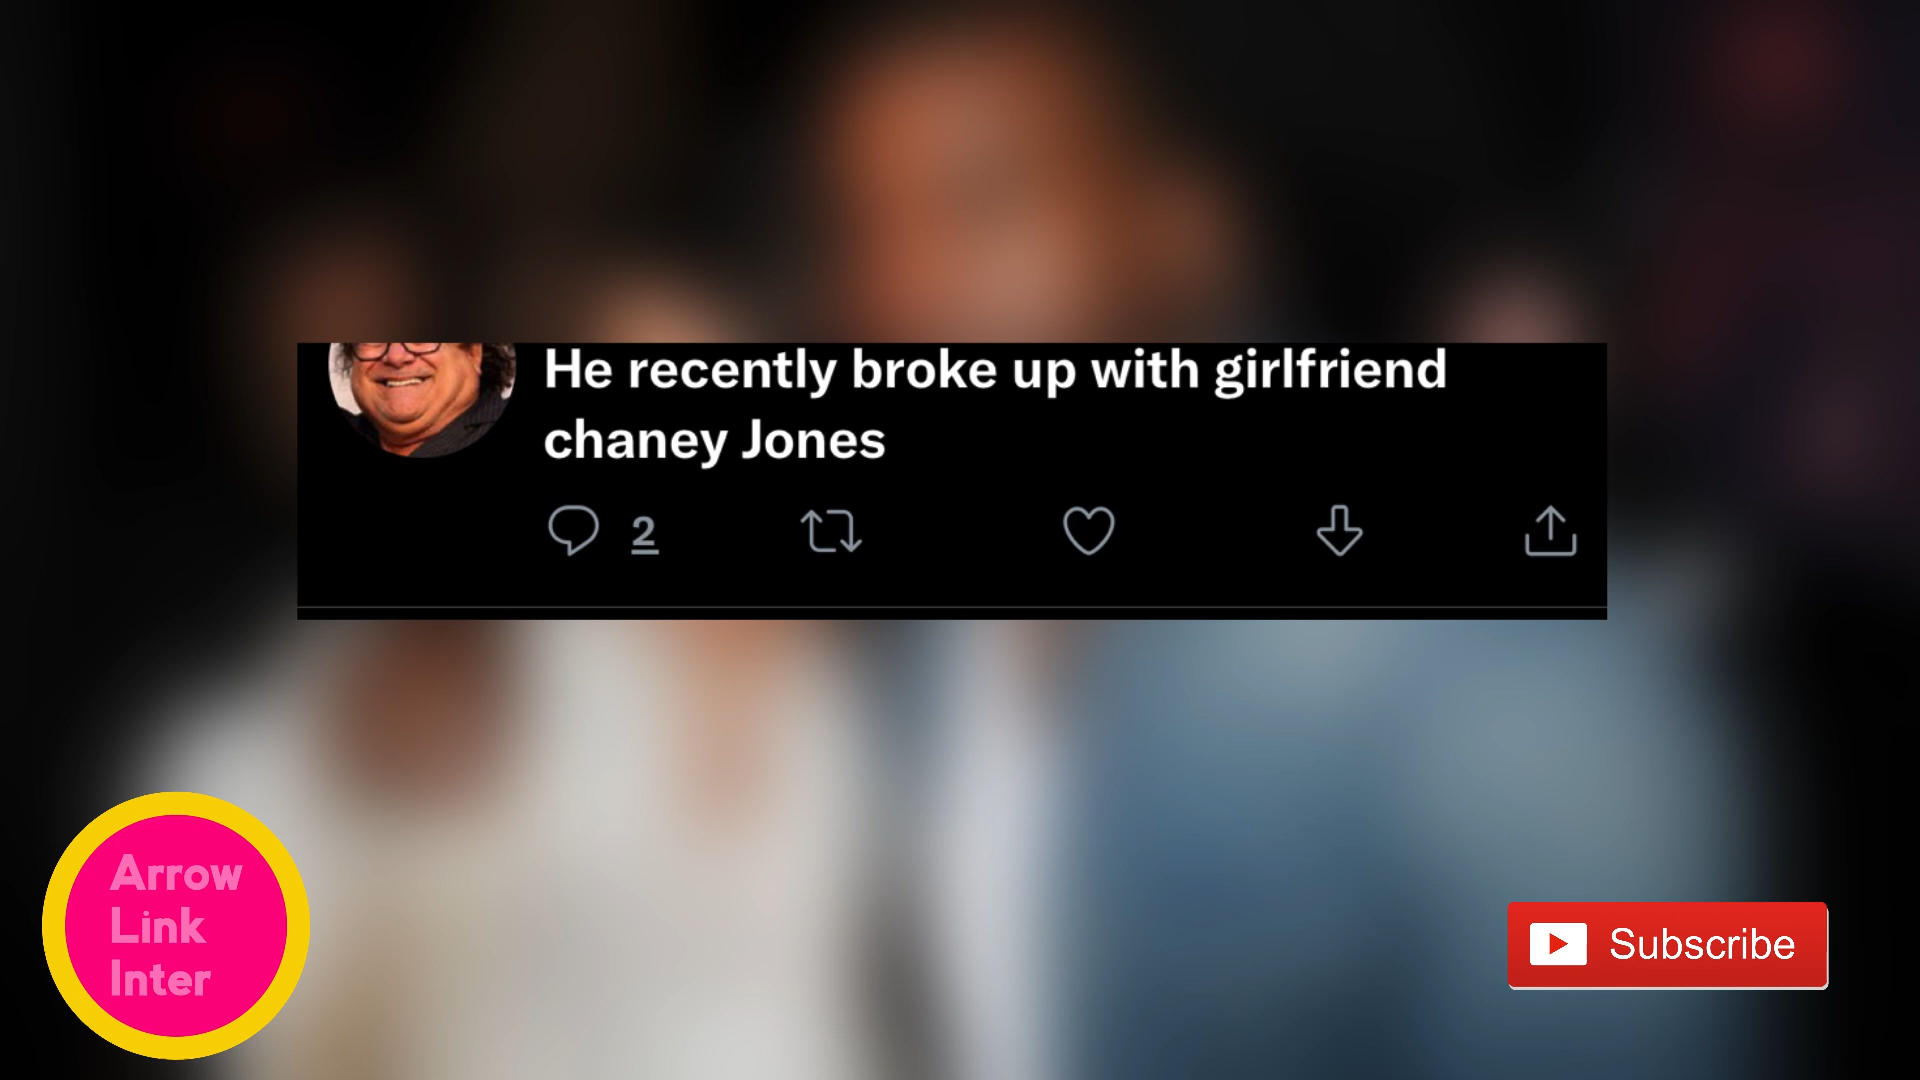 He recently broke up with girlfriend
chaney Jones
2
Arrow
Link
Inter
Subscribe